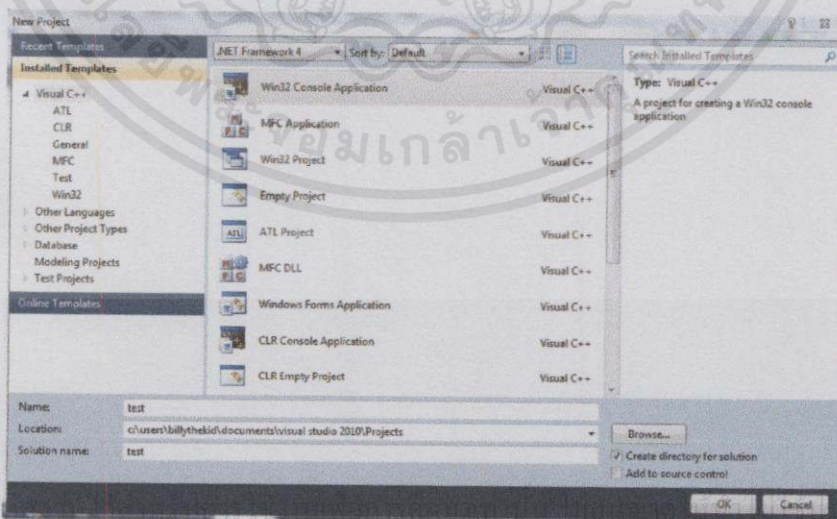 New Project
Recent Templates
Installed Templates
Visual C++
ATL
CLR
General
MFC
Test
Win32
Other Languages
Other Project Types
Database
Modeling Projects
Test Projects
Online Templates
.NET Framework 4
Sort by: Default
Win32 Console Application Visual C++
MFC Application Visual C++
Win32 Project Visual C++
Empty Project Visual C++
ATL Project Visual C++
MFC DLL Visual C++
Windows Forms Application Visual C++
CLR Console Application Visual C++
CLR Empty Project Visual C++
Search Installed Templates
Type: Visual C++
A project for creating a Win32 console
application
Name: test
Location: c:\users\billythekid\documents\visual studio 2010\Projects
Browse...
Solution name: test
Create directory for solution
Add to source control
OK Cancel